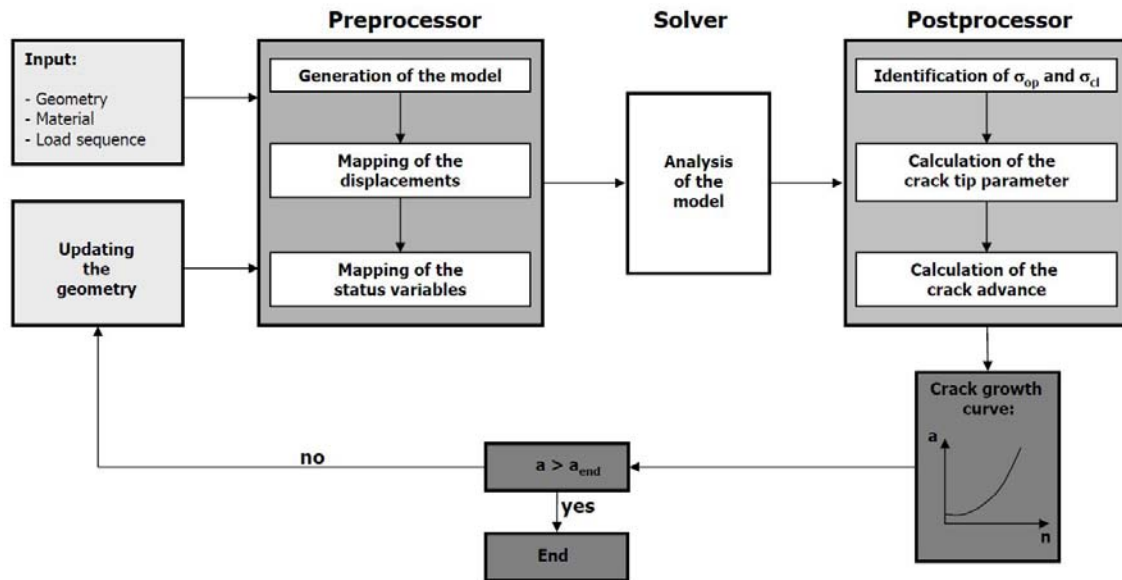 Preprocessor
Solver
Postprocessor
Input:
- Geometry
- Material
- Load sequence
Generation of the model
Mapping of the
displacements
Mapping of the
status variables
Analysis
of the
model
Identification of σop and σcl
Calculation of the
crack tip parameter
Calculation of the
crack advance
Updating
the
geometry
Crack growth
curve:
a
n
no
a > aend
yes
End